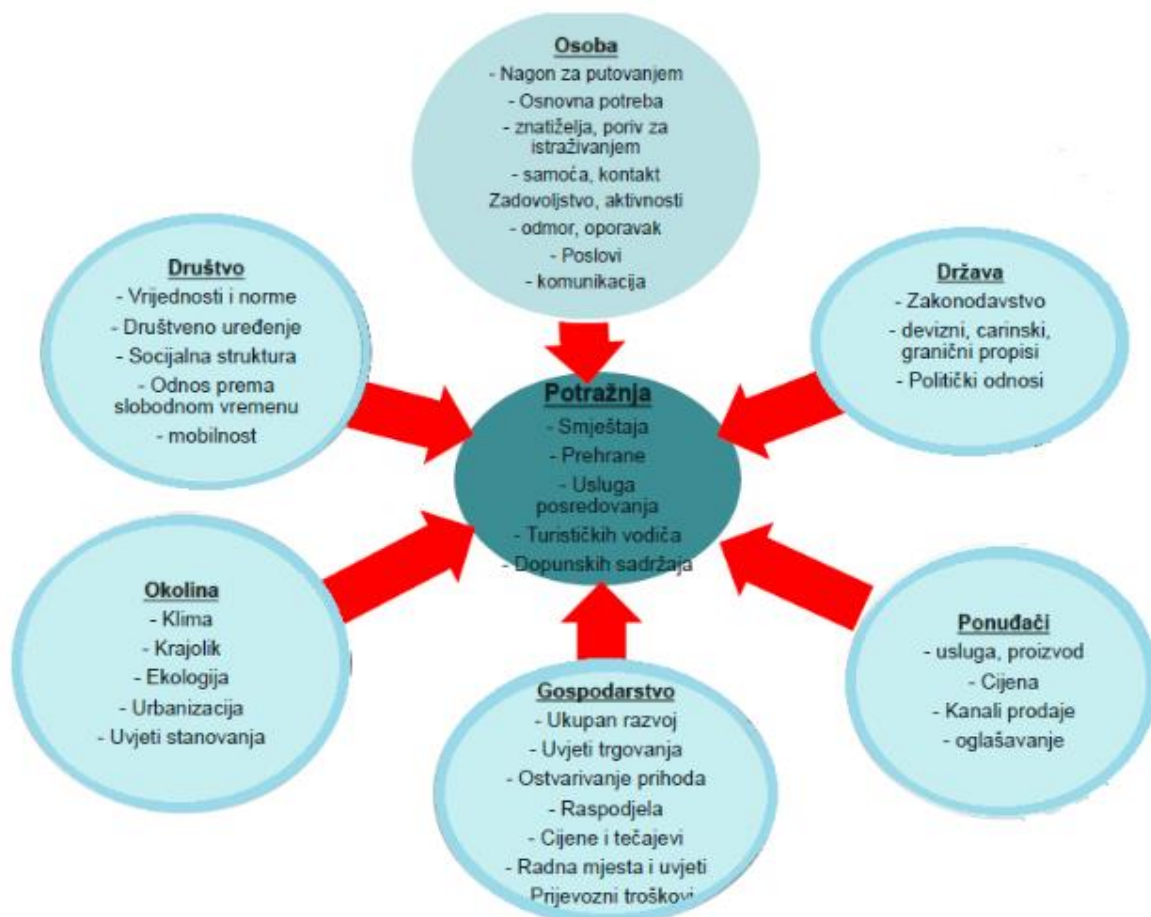 Osoba
- Nagon za putovanjem
- Osnovna potreba
- znatiželja, poriv za
istraživanjem
- samoća, kontakt
Zadovoljstvo, aktivnosti
- odmor, oporavak
- Poslovi
- komunikacija
Društvo
- Vrijednosti i norme
- Društveno uređenje
- Socijalna struktura
- Odnos prema
slobodnom vremenu
- mobilnost
Država
- Zakonodavstvo
- devizni, carinski,
granični propisi
- Politički odnosi
Potražnja
- Smještaja
- Prehrane
- Usluga
posredovanja
- Turističkih vodiča
- Dopunskih sadržaja
Okolina
- Klima
- Krajolik
- Ekologija
- Urbanizacija
- Uvjeti stanovanja
Gospodarstvo
- Ukupan razvoj
- Uvjeti trgovanja
- Ostvarivanje prihoda
- Raspodjela
- Cijene i tečajevi
- Radna mjesta i uvjeti
Prijevozni troškovi
Ponuđači
- usluga, proizvod
- Cijena
- Kanali prodaje
- oglašavanje